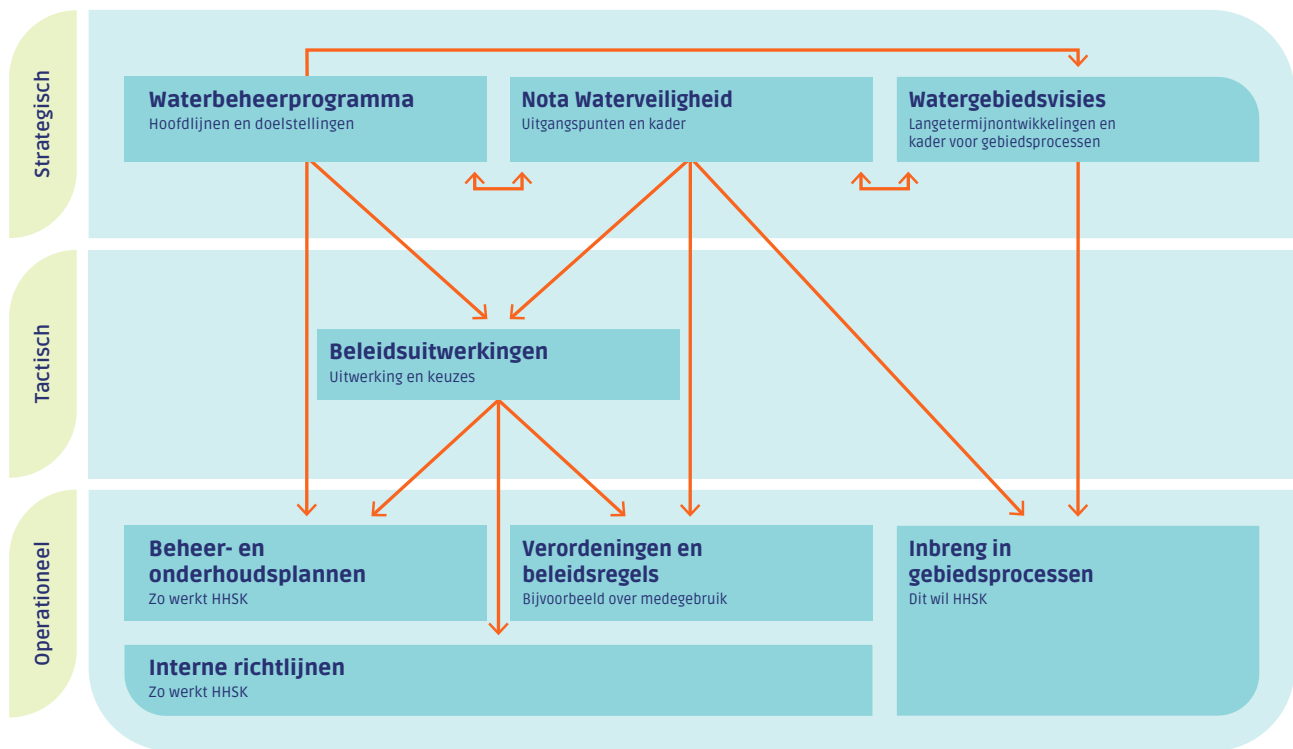 Strategisch
Waterbeheerprogramma
Hoofdlijnen en doelstellingen
Nota Waterveiligheid
Uitgangspunten en kader
Watergebiedsvisies
Langetermijnontwikkelingen en
kader voor gebiedsprocessen
Tactisch
Beleidsuitwerkingen
Uitwerking en keuzes
Operationeel
Beheer- en
onderhoudsplannen
Zo werkt HHSK
Verordeningen en
beleidsregels
Bijvoorbeeld over medegebruik
Inbreng in
gebiedsprocessen
Dit wil HHSK
Interne richtlijnen
Zo werkt HHSK